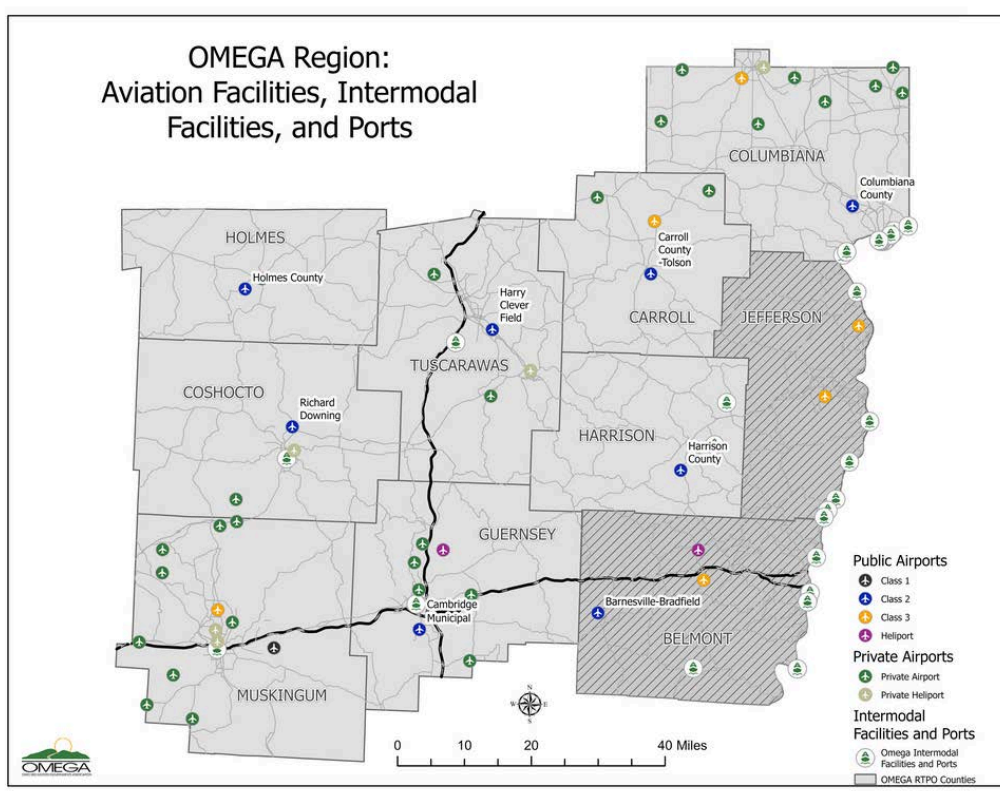 OMEGA Region:
Aviation Facilities, Intermodal
Facilities, and Ports
COLUMBIANA
Columbiana
County
HOLMES
Holmes County
Carroll
County
-Tolson
Harry
Clever
Field
CARROLL
JEFFERSON
TUSCARAWAS
COSHOCTO
Richard
Downing
HARRISON
Harrison
County
GUERNSEY
Cambridge
Municipal
Barnesville-Bradfield
BELMONT
MUSKINGUM
Public Airports
Class 1
Class 2
Class 3
Heliport
Private Airports
Private Airport
Private Heliport
Intermodal
Facilities and Ports
Omega Intermodal
Facilities and Ports
OMEGA RTPO Counties
N
W E
S
0 10 20 40 Miles
OMEGA